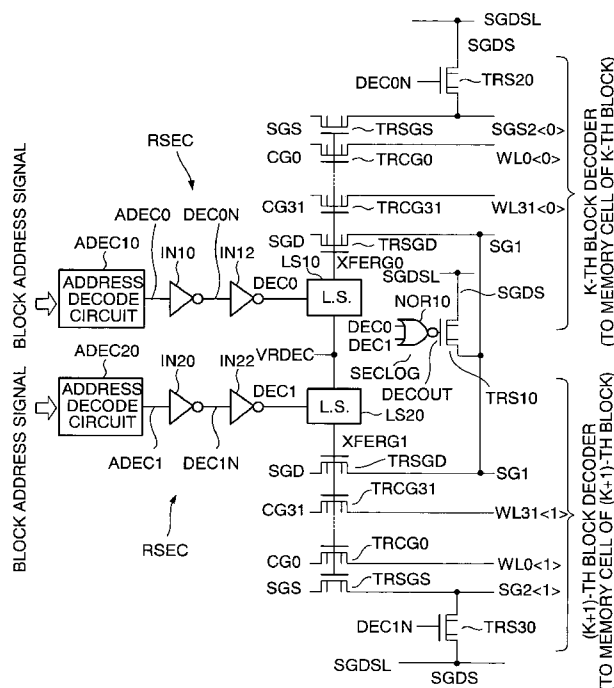 SGDSL
SGDS
DEC0N
TRS20
SGS
TRSGS
SGS2<0>
CG0
TRCG0
WL0<0>
RSEC
CG31
TRCG31
WL31<0>
SGD
TRSGD
SG1
K-TH BLOCK DECODER
(TO MEMORY CELL OF K-TH BLOCK)
BLOCK ADDRESS SIGNAL
ADEC10
ADEC0
DEC0N
IN10
IN12
DEC0
LS10
XFERG0
ADDRESS
DECODE
CIRCUIT
L.S.
SGDSL
SGDS
NOR10
DEC0
DEC1
SECLOG
DECOUT
TRS10
VRDEC
BLOCK ADDRESS SIGNAL
ADEC20
IN20
IN22
DEC1
ADDRESS
DECODE
CIRCUIT
L.S.
LS20
ADEC1
DEC1N
XFERG1
SGD
TRSGD
SG1
CG31
TRCG31
WL31<1>
RSEC
CG0
TRCG0
WL0<1>
SGS
TRSGS
SG2<1>
DEC1N
TRS30
SGDSL
SGDS
(K+1)-TH BLOCK DECODER
(TO MEMORY CELL OF (K+1)-TH BLOCK)